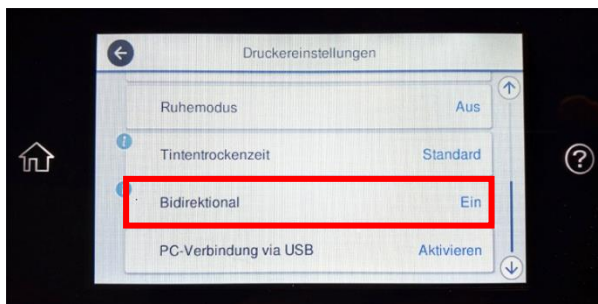 Druckereinstellungen
Ruhemodus Aus
i
Tintentrockenzeit Standard
Bidirektional Ein
PC-Verbindung via USB Aktivieren
?